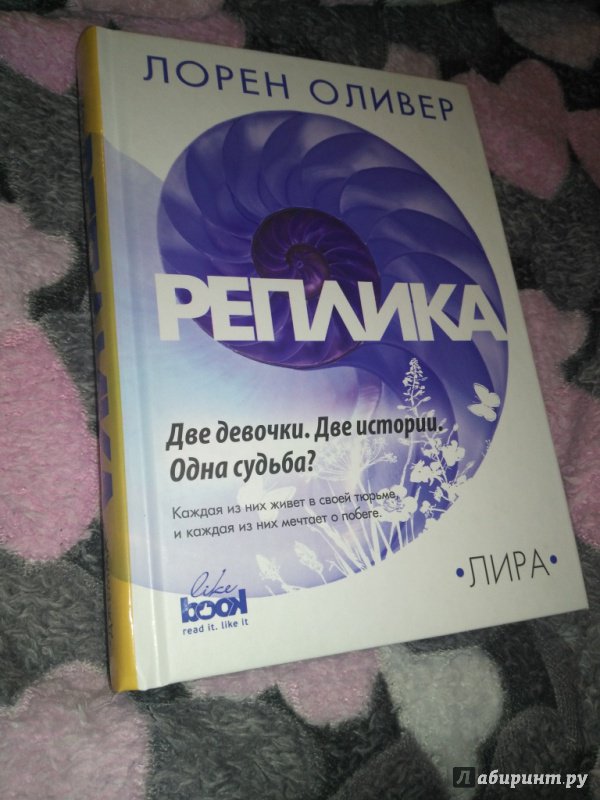 ЛОРЕН ОЛИВЕР
РЕПЛИКА
Две девочки. Две истории.
Одна судьба?
Каждая из них живет в своей тюрьме,
и каждая из них мечтает о побеге.
like
book
read it. like it
•ЛИРА•
Лабиринт.ру